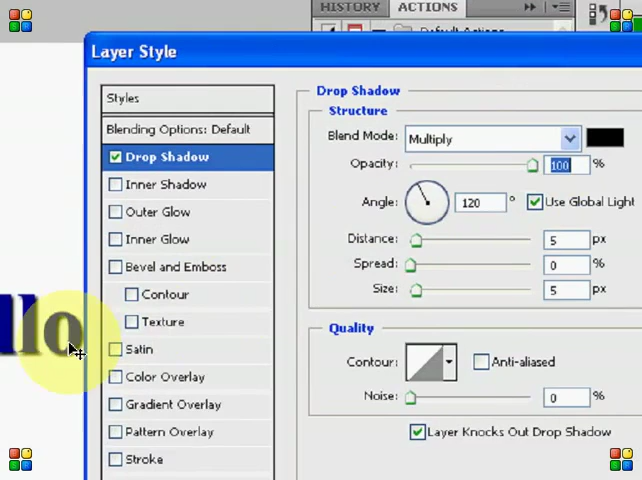 HISTORY ACTIONS
Default Actions
Layer Style
Styles
Blending Options: Default
Drop Shadow
Inner Shadow
Outer Glow
Inner Glow
Bevel and Emboss
Contour
Texture
Satin
Color Overlay
Gradient Overlay
Pattern Overlay
Stroke
Drop Shadow
Structure
Blend Mode: Multiply
Opacity: 100 %
Angle: 120 ° Use Global Light
Distance: 5 px
Spread: 0 %
Size: 5 px
Quality
Contour: Anti-aliased
Noise: 0 %
Layer Knocks Out Drop Shadow
llo